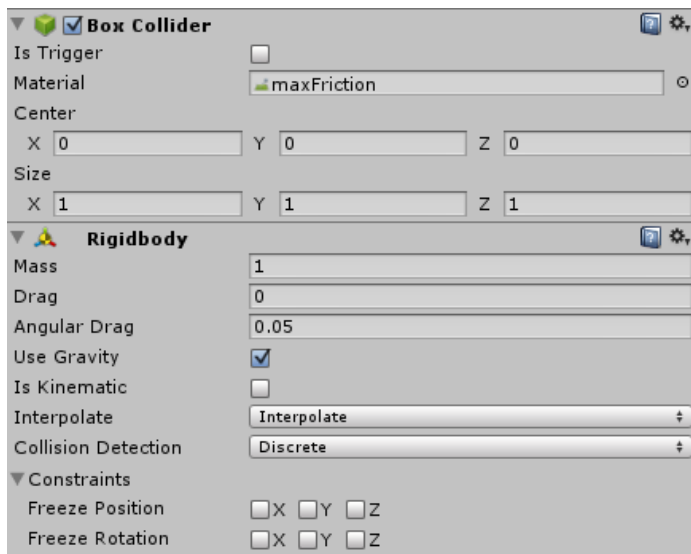 Box Collider
Is Trigger
Material maxFriction
Center
X 0 Y 0 Z 0
Size
X 1 Y 1 Z 1
Rigidbody
Mass 1
Drag 0
Angular Drag 0.05
Use Gravity
Is Kinematic
Interpolate Interpolate
Collision Detection Discrete
Constraints
Freeze Position X Y Z
Freeze Rotation X Y Z